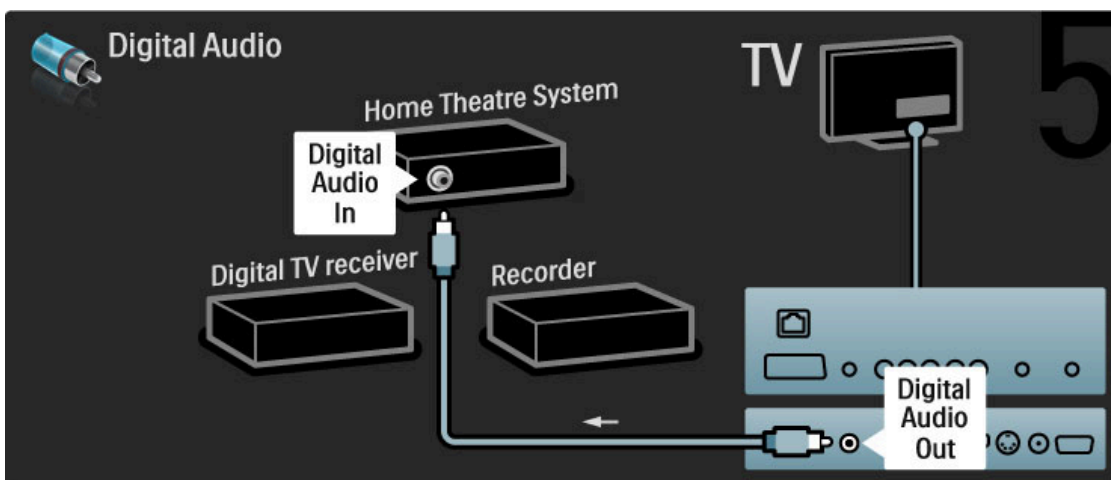 Digital Audio
TV
5
Home Theatre System
Digital
Audio
In
Digital TV receiver
Recorder
Digital
Audio
Out